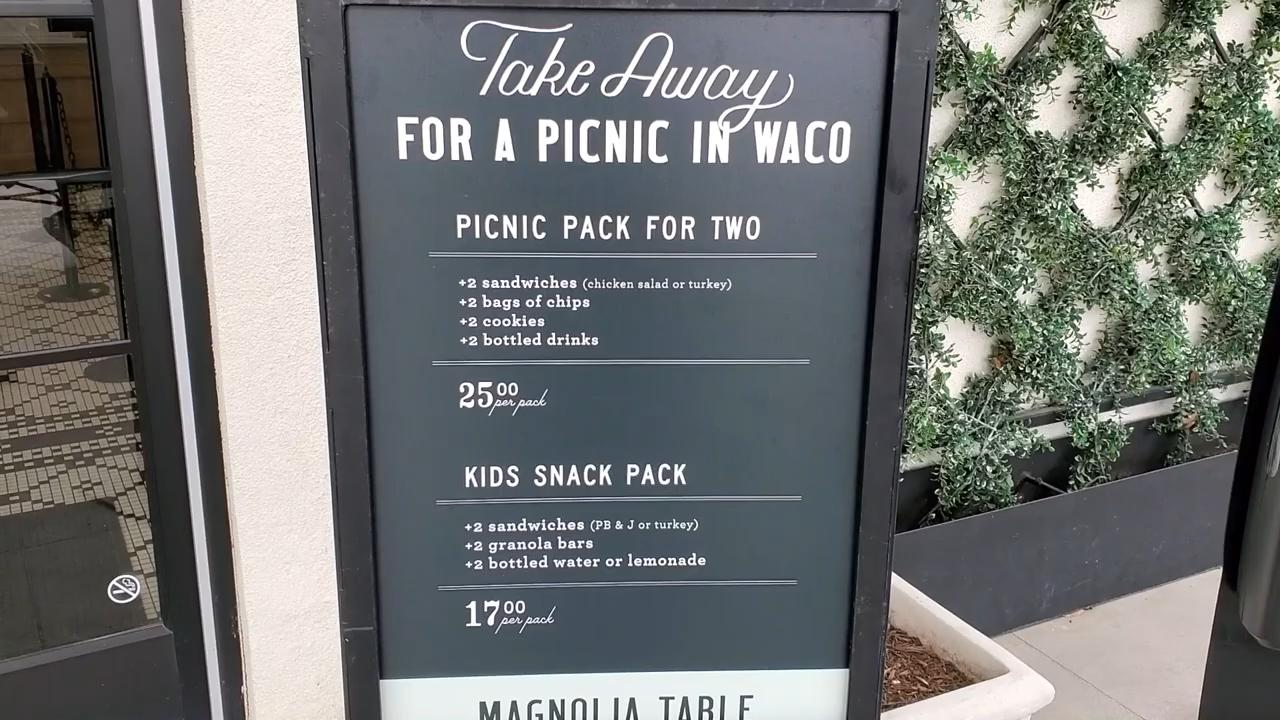 Take Away
FOR A PICNIC IN WACO
PICNIC PACK FOR TWO
+2 sandwiches (chicken salad or turkey)
+2 bags of chips
+2 cookies
+2 bottled drinks
25 00 per pack
KIDS SNACK PACK
+2 sandwiches (PB & J or turkey)
+2 granola bars
+2 bottled water or lemonade
17 00 per pack
MAGNOLIA TABLE